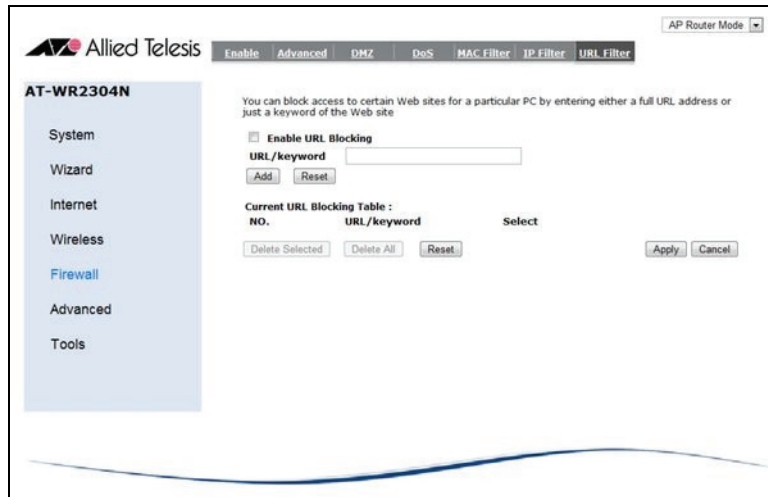 AP Router Mode
Allied Telesis
Enable Advanced DMZ DoS MAC Filter IP Filter URL Filter
AT-WR2304N
System
Wizard
Internet
Wireless
Firewall
Advanced
Tools
You can block access to certain Web sites for a particular PC by entering either a full URL address or
just a keyword of the Web site
Enable URL Blocking
URL/keyword
Add Reset
Current URL Blocking Table :
NO. URL/keyword Select
Delete Selected Delete All Reset Apply Cancel